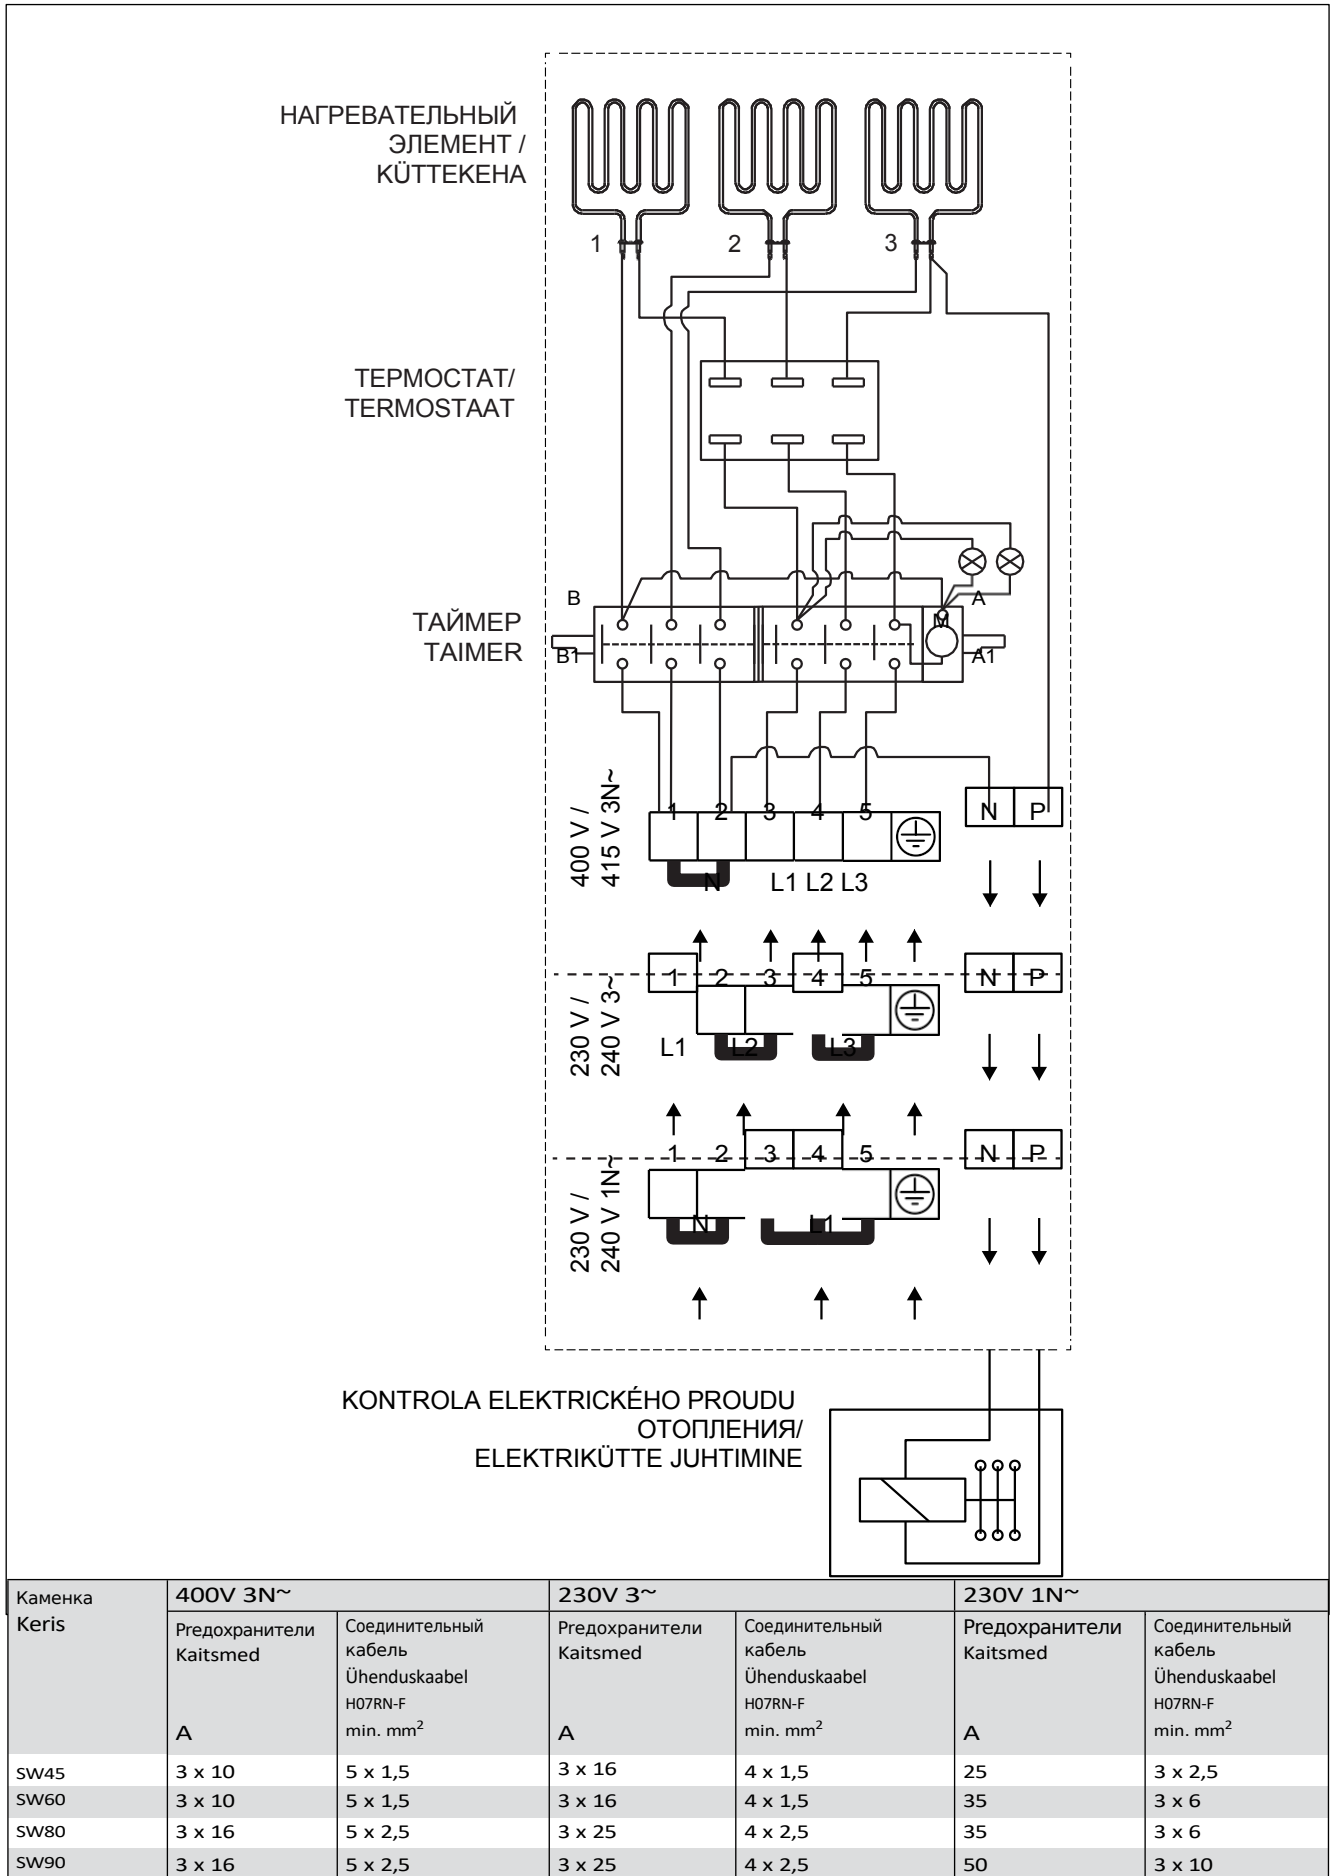 НАГРЕВАТЕЛЬНЫЙ
ЭЛЕМЕНТ /
KÜTTEKEHA
1
2
3
ТЕРМОСТАТ/
TERMOSTAAT
ТАЙМЕР
TAIMER
B
B1
M
A
A1
400 V /
415 V 3N~
1 2 3 4 5
N P
N L1 L2 L3
230 V /
240 V 3~
1 2 3 4 5
N P
L1 L2 L3
230 V /
240 V 1N~
1 2 3 4 5
N P
N L1
KONTROLA ELEKTRICKÉHO PROUDU
ОТОПЛЕНИЯ/
ELEKTRIKÜTTE JUHTIMINE
Каменка
Keris
400V 3N~ 230V 3~ 230V 1N~
Predохранители
Kaitsmed
A
Соединительный
кабель
Ühenduskaabel
H07RN-F
min. mm²
Predохранители
Kaitsmed
A
Соединительный
кабель
Ühenduskaabel
H07RN-F
min. mm²
Predохранители
Kaitsmed
A
Соединительный
кабель
Ühenduskaabel
H07RN-F
min. mm²
SW45 3 x 10 5 x 1,5 3 x 16 4 x 1,5 25 3 x 2,5
SW60 3 x 10 5 x 1,5 3 x 16 4 x 1,5 35 3 x 6
SW80 3 x 16 5 x 2,5 3 x 25 4 x 2,5 35 3 x 6
SW90 3 x 16 5 x 2,5 3 x 25 4 x 2,5 50 3 x 10